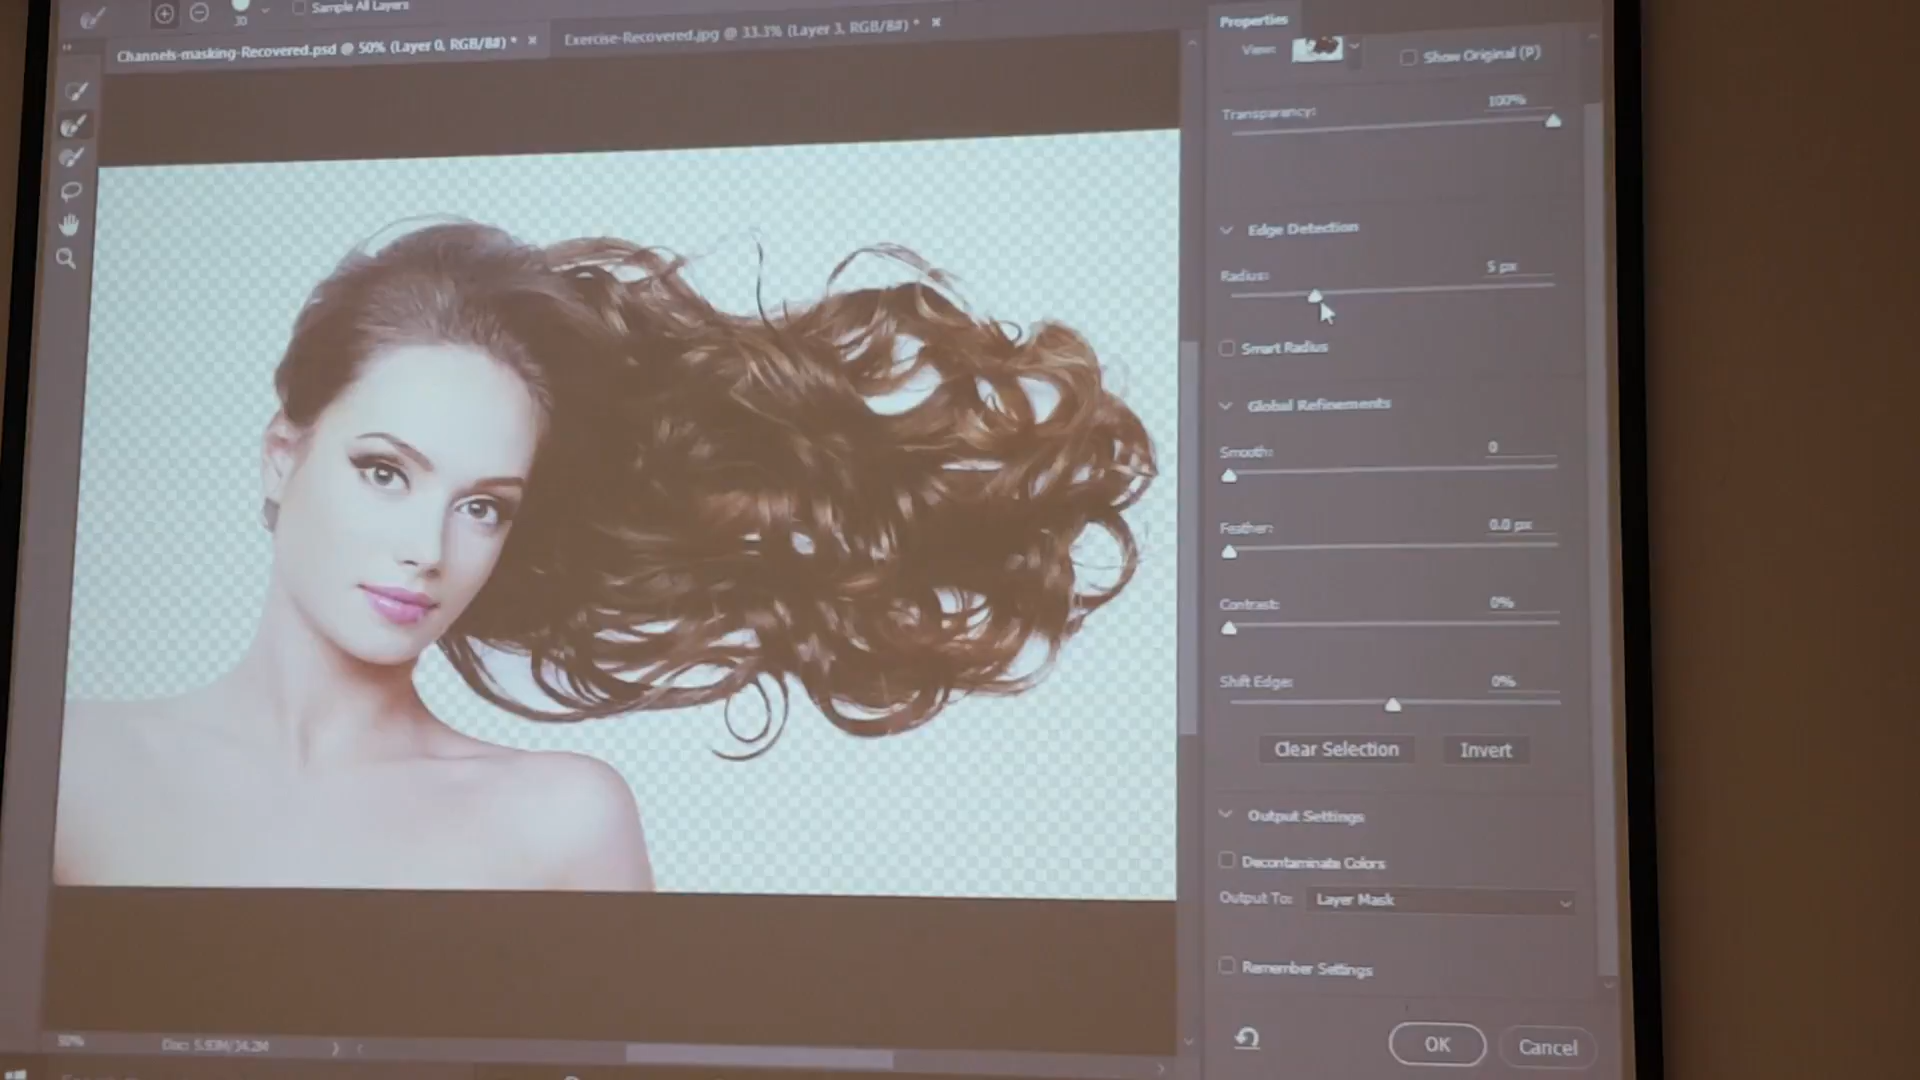 30
Sample All Layers
Channels-masking-Recovered.psd @ 50% (Layer 0, RGB/8#) *
Exercise-Recovered.jpg @ 33.3% (Layer 3, RGB/8#) *
Properties
View:
Show Original (P)
Transparency:
100%
Edge Detection
Radius:
5 px
Smart Radius
Global Refinements
Smooth:
0
Feather:
0.0 px
Contrast:
0%
Shift Edge:
0%
Clear Selection
Invert
Output Settings
Decontaminate Colors
Output To:
Layer Mask
Remember Settings
OK
Cancel
50%
Doc: 5.93M/14.2M